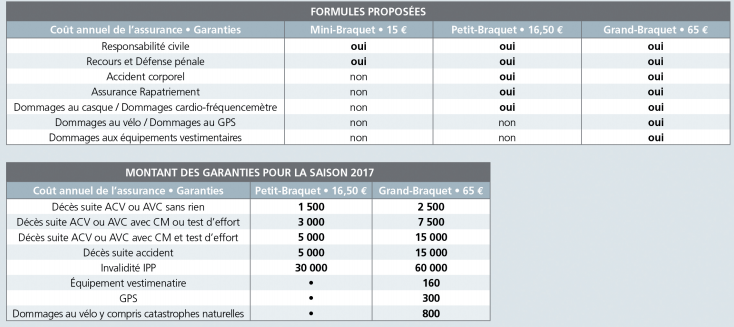 FORMULES PROPOSÉES
Coût annuel de l'assurance • Garanties Mini-Braquet • 15 € Petit-Braquet • 16,50 € Grand-Braquet • 65 €
Responsabilité civile oui oui oui
Recours et Défense pénale oui oui oui
Accident corporel non oui oui
Assurance Rapatriement non oui oui
Dommages au casque / Dommages cardio-fréquencemètre non oui oui
Dommages au vélo / Dommages au GPS non non oui
Dommages aux équipements vestimentaires non non oui
MONTANT DES GARANTIES POUR LA SAISON 2017
Coût annuel de l'assurance • Garanties Petit-Braquet • 16,50 € Grand-Braquet • 65 €
Décès suite ACV ou AVC sans rien 1 500 2 500
Décès suite ACV ou AVC avec CM ou test d'effort 3 000 7 500
Décès suite ACV ou AVC avec CM et test d'effort 5 000 15 000
Décès suite accident 5 000 15 000
Invalidité IPP 30 000 60 000
Équipement vestimenatire • 160
GPS • 300
Dommages au vélo y compris catastrophes naturelles • 800